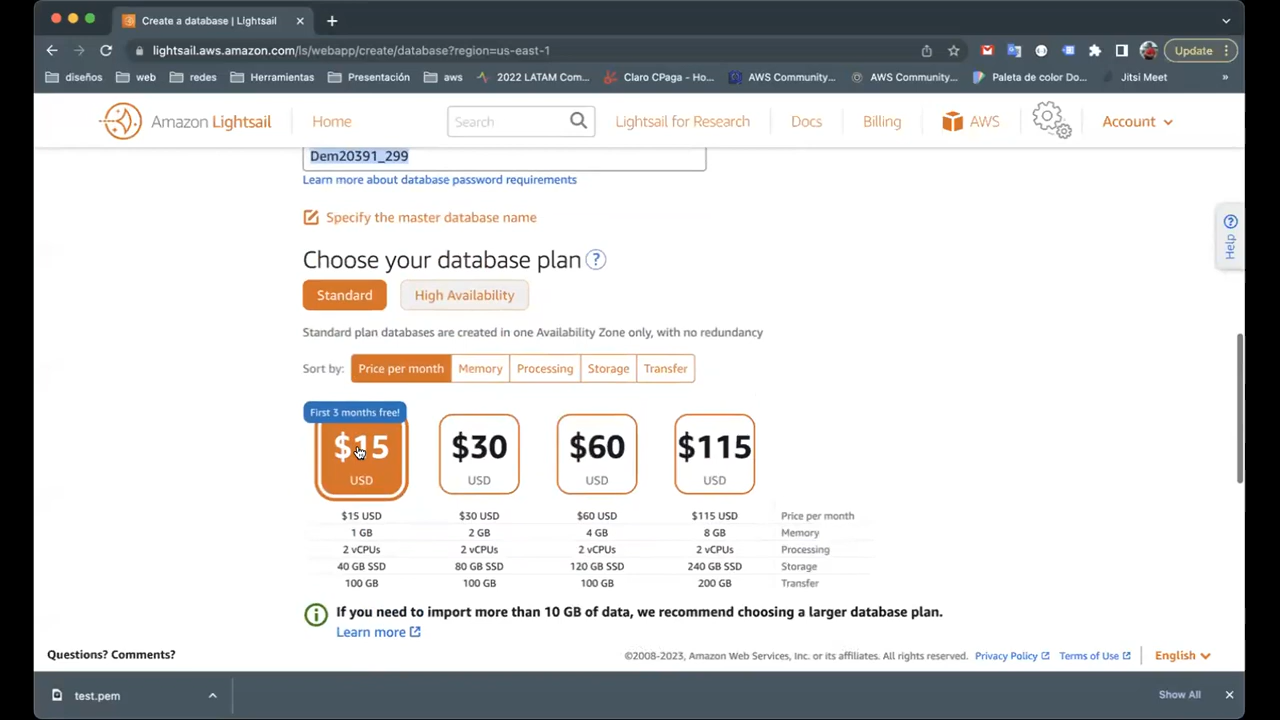 Create a database | Lightsail
lightsail.aws.amazon.com/ls/webapp/create/database?region=us-east-1
Update
diseños web redes Herramientas Presentación aws 2022 LATAM Com... Claro CPaga - Ho... AWS Community... AWS Community... Paleta de color Do... Jitsi Meet »
Amazon Lightsail Home Search Lightsail for Research Docs Billing AWS Account
Dem20391_299
Learn more about database password requirements
Help
Specify the master database name
Choose your database plan ?
Standard High Availability
Standard plan databases are created in one Availability Zone only, with no redundancy
Sort by: Price per month Memory Processing Storage Transfer
First 3 months free!
$15 $30 $60 $115
USD USD USD USD
$15 USD $30 USD $60 USD $115 USD Price per month
1 GB 2 GB 4 GB 8 GB Memory
2 vCPUs 2 vCPUs 2 vCPUs 2 vCPUs Processing
40 GB SSD 80 GB SSD 120 GB SSD 240 GB SSD Storage
100 GB 100 GB 100 GB 200 GB Transfer
If you need to import more than 10 GB of data, we recommend choosing a larger database plan.
Learn more
Questions? Comments? ©2008-2023, Amazon Web Services, Inc. or its affiliates. All rights reserved. Privacy Policy Terms of Use English
test.pem Show All